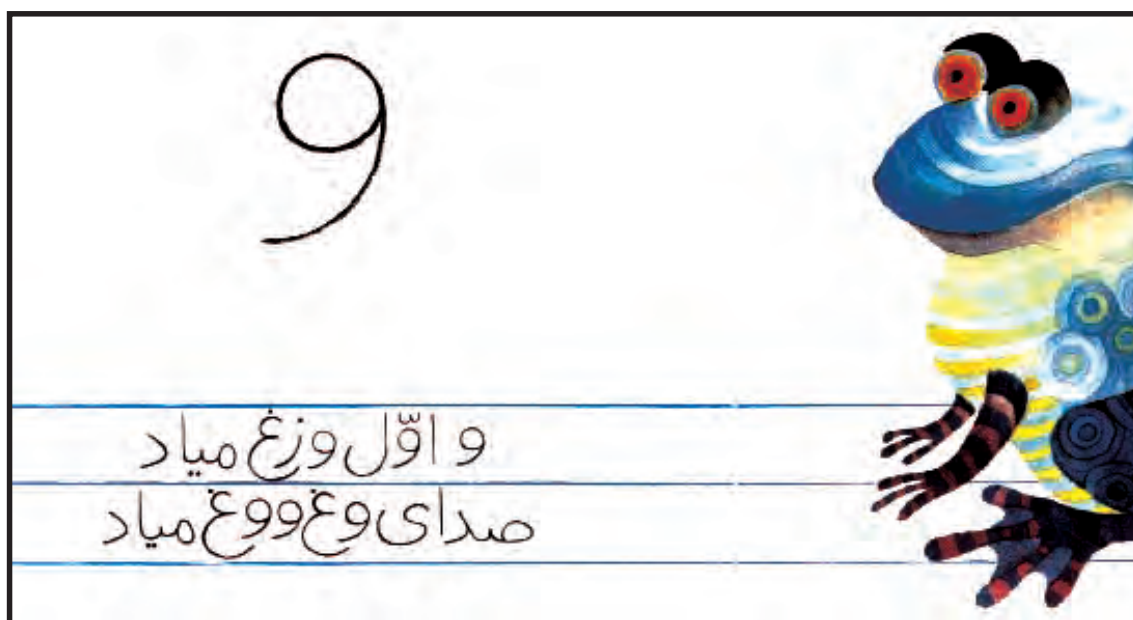 و
و اوّل وزغ میاد
صدای وغ و وغ میاد